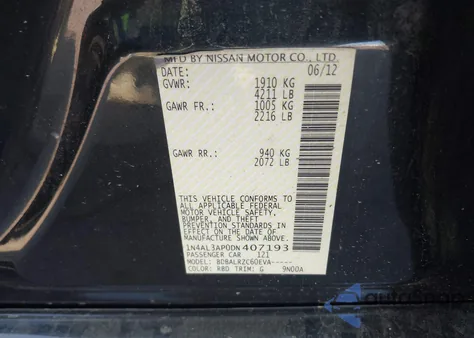 MFD BY NISSAN MOTOR CO., LTD.
DATE: 06/12
GVWR: 1910 KG
4211 LB
GAWR FR.: 1005 KG
2216 LB
GAWR RR.: 940 KG
2072 LB
THIS VEHICLE CONFORMS TO
ALL APPLICABLE FEDERAL
MOTOR VEHICLE SAFETY,
BUMPER, AND THEFT
PREVENTION STANDARDS
IN EFFECT ON THE DATE OF
MANUFACTURE SHOWN ABOVE.
1N4AL3AP0DN407193
PASSENGER CAR 121
MODEL: BDBALRZC60EVA-----
COLOR: RBD TRIM: G 9N00A